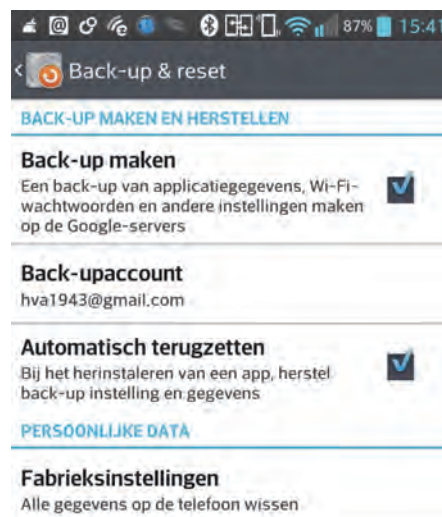 87% 15:41
Back-up & reset
BACK-UP MAKEN EN HERSTELLEN
Back-up maken
Een back-up van applicatiegegevens, Wi-Fi-
wachtwoorden en andere instellingen maken
op de Google-servers
Back-upaccount
hva1943@gmail.com
Automatisch terugzetten
Bij het herinstaleren van een app, herstel
back-up instelling en gegevens
PERSOONLIJKE DATA
Fabrieksinstellingen
Alle gegevens op de telefoon wissen